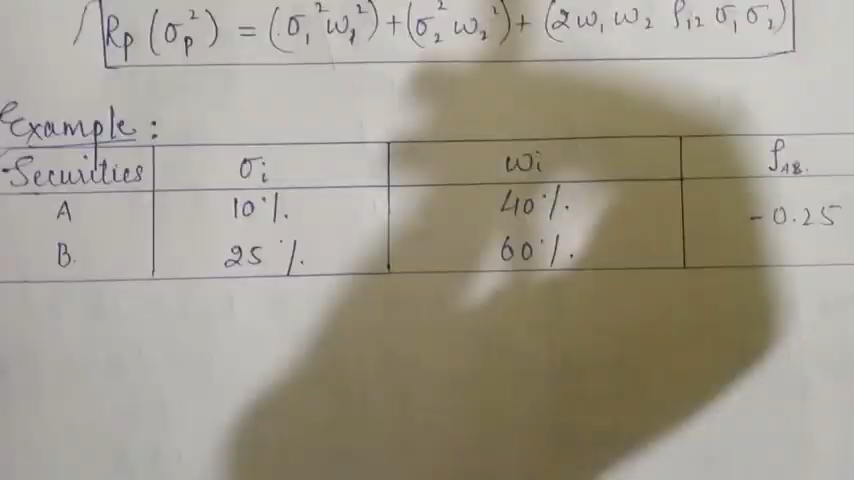 Rp (σp²) = (σ₁² w₁²) + (σ₂² w₂²) + (2w₁ w₂ ρ₁₂ σ₁ σ₂)
Example :
Securities σi wi ρAB.
A 10% 40% -0.25
B. 25% 60%